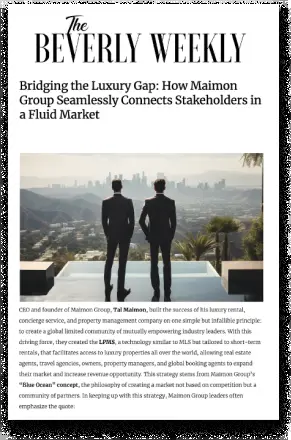 The
BEVERLY WEEKLY
Bridging the Luxury Gap: How Maimon
Group Seamlessly Connects Stakeholders in
a Fluid Market
CEO and founder of Maimon Group, Tal Maimon, built the success of his luxury rental,
concierge service, and property management company on one simple but infallible principle:
to create a global limited community of mutually empowering industry leaders. With this
driving force, they created the LPMS, a technology similar to MLS but tailored to short-term
rentals, that facilitates access to luxury properties all over the world, allowing real estate
agents, travel agencies, owners, property managers, and global booking agents to expand
their market and increase revenue opportunity. This strategy stems from Maimon Group's
"Blue Ocean" concept, the philosophy of creating a market not based on competition but a
community of partners. In keeping up with this strategy, Maimon Group leaders often
emphasize the quote: